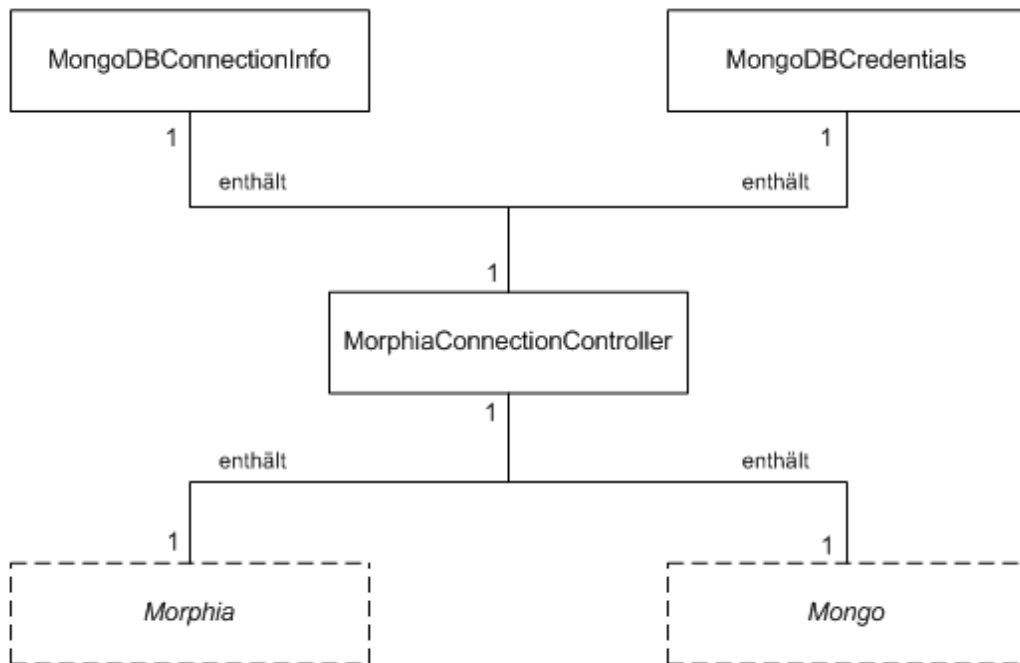 MongoDBConnectionInfo
MongoDBCredentials
1
1
enthält
enthält
1
MorphiaConnectionController
1
enthält
enthält
1
1
Morphia
Mongo